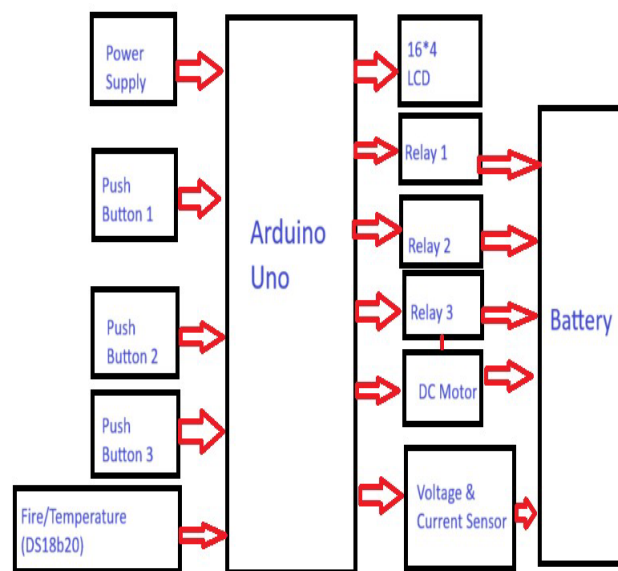 Power
Supply
Push
Button 1
Push
Button 2
Push
Button 3
Fire/Temperature
(DS18b20)
Arduino
Uno
16*4
LCD
Relay 1
Relay 2
Relay 3
DC Motor
Voltage &
Current Sensor
Battery